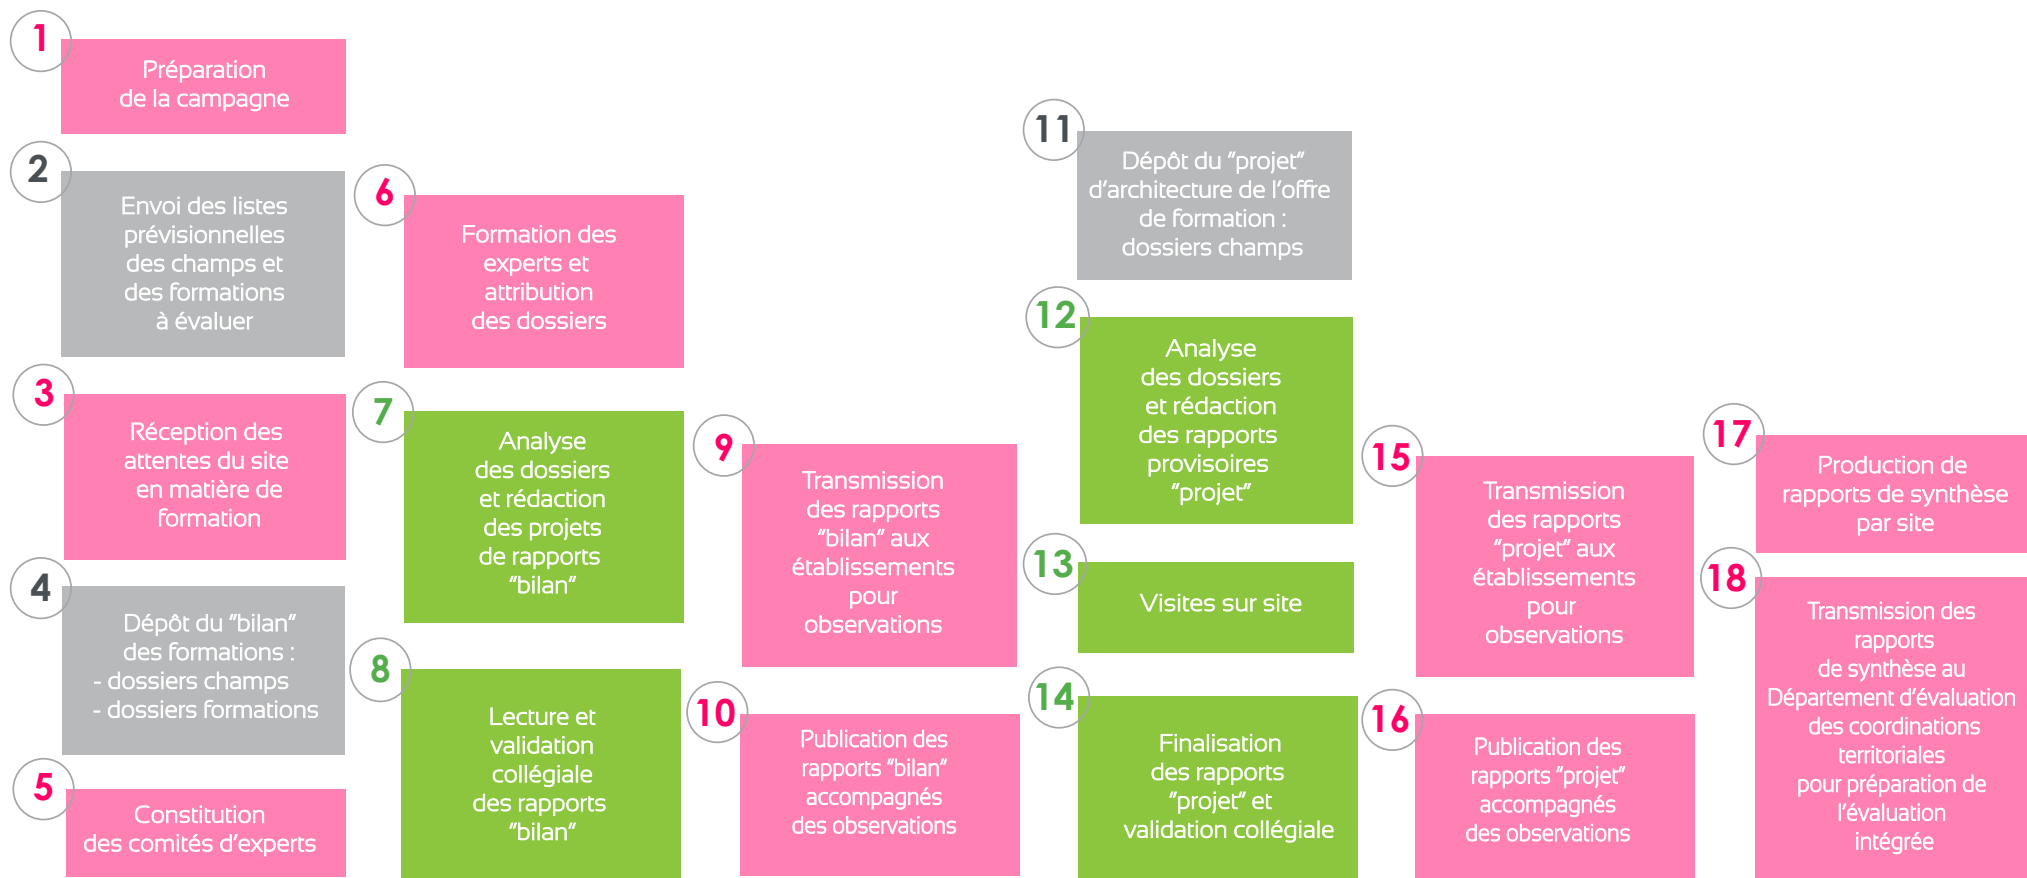 1
Préparation
de la campagne
2
Envoi des listes
prévisionnelles
des champs et
des formations
à évaluer
3
Réception des
attentes du site
en matière de
formation
4
Dépôt du "bilan"
des formations :
- dossiers champs
- dossiers formations
5
Constitution
des comités d'experts
6
Formation des
experts et
attribution
des dossiers
7
Analyse
des dossiers
et rédaction
des projets
de rapports
"bilan"
8
Lecture et
validation
collégiale
des rapports
"bilan"
9
Transmission
des rapports
"bilan" aux
établissements
pour
observations
10
Publication des
rapports "bilan"
accompagnés
des observations
11
Dépôt du "projet"
d'architecture de l'offre
de formation :
dossiers champs
12
Analyse
des dossiers
et rédaction
des rapports
provisoires
"projet"
13
Visites sur site
14
Finalisation
des rapports
"projet" et
validation collégiale
15
Transmission
des rapports
"projet" aux
établissements
pour
observations
16
Publication des
rapports "projet"
accompagnés
des observations
17
Production de
rapports de synthèse
par site
18
Transmission des
rapports
de synthèse au
Département d'évaluation
des coordinations
territoriales
pour préparation de
l'évaluation
intégrée